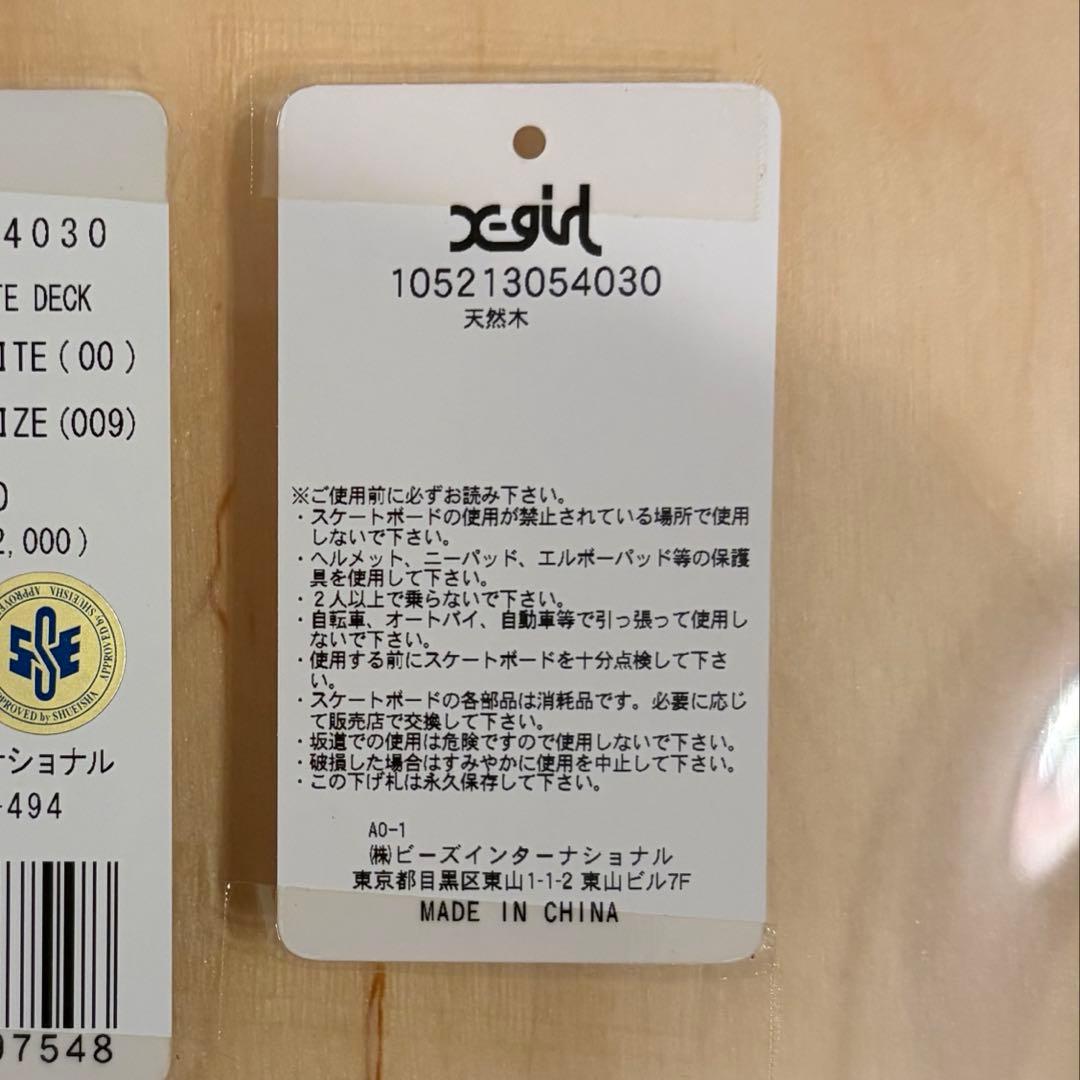 4030
TE DECK
ITE(00)
IZE(009)
2,000)
APPROVED by SHUEISHA
SSE
ナショナル
-494
97548
X-girl
105213054030
天然木
※ご使用前に必ずお読み下さい。
・スケートボードの使用が禁止されている場所で使用
しないで下さい。
・ヘルメット、ニーパッド、エルボーパッド等の保護
具を使用して下さい。
・2人以上で乗らないで下さい。
・自転車、オートバイ、自動車等で引っ張って使用し
ないで下さい。
・使用する前にスケートボードを十分点検して下さ
い。
・スケートボードの各部品は消耗品です。必要に応じ
て販売店で交換して下さい。
・坂道での使用は危険ですので使用しないで下さい。
・破損した場合はすみやかに使用を中止して下さい。
・この下げ札は永久保存して下さい。
AO-1
㈱ビーズインターナショナル
東京都目黒区東山1-1-2 東山ビル7F
MADE IN CHINA